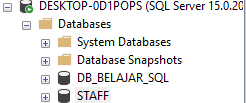 DESKTOP-0D1POPS (SQL Server 15.0.20
Databases
System Databases
Database Snapshots
DB_BELAJAR_SQL
STAFF